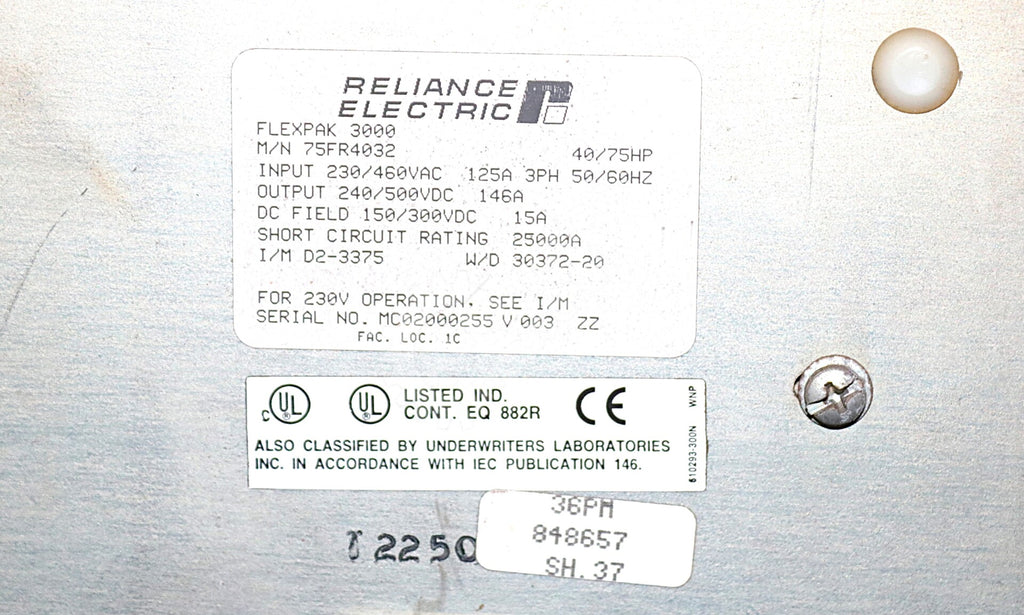 RELIANCE
ELECTRIC
FLEXPAK 3000
M/N 75FR4032 40/75HP
INPUT 230/460VAC 125A 3PH 50/60HZ
OUTPUT 240/500VDC 146A
DC FIELD 150/300VDC 15A
SHORT CIRCUIT RATING 25000A
I/M D2-3375 W/D 30372-20
FOR 230V OPERATION. SEE I/M
SERIAL NO. MC02000255 V 003 ZZ
FAC. LOC. 1C
c UL ® UL ® LISTED IND. CE
CONT. EQ 882R
ALSO CLASSIFIED BY UNDERWRITERS LABORATORIES
INC. IN ACCORDANCE WITH IEC PUBLICATION 146.
610293-300N WNP
36PM
848657
SH.37
2250